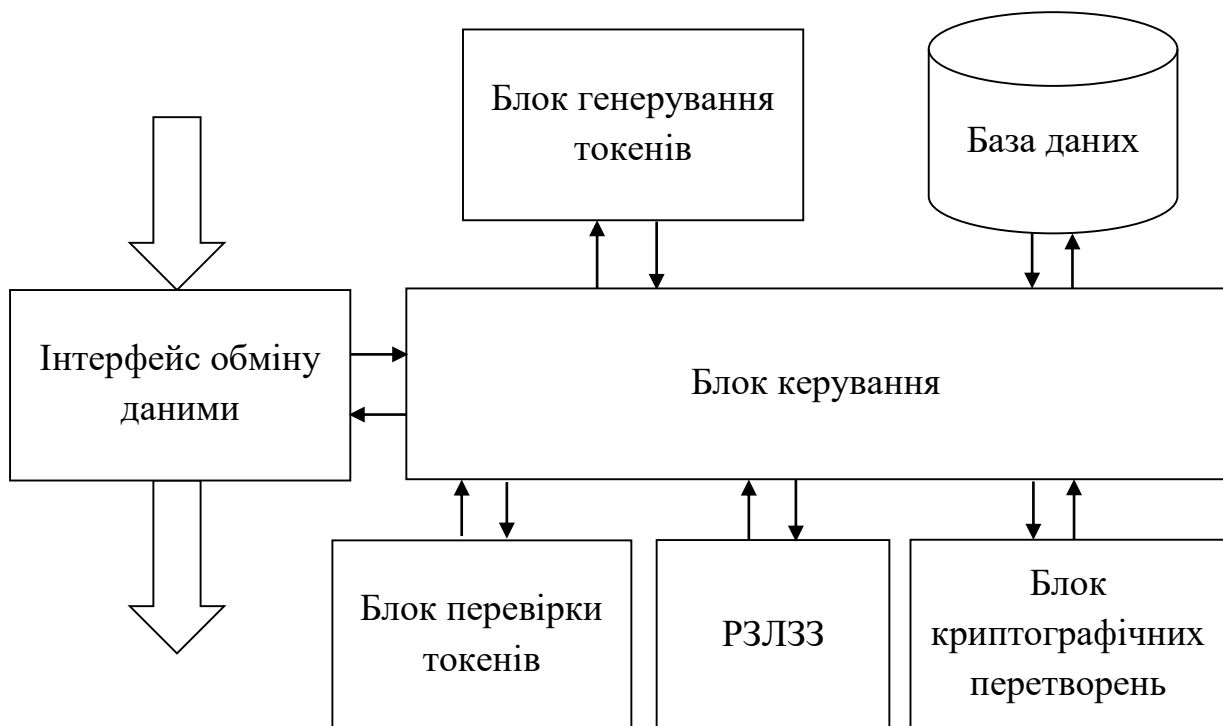 Блок генерування
токенів
База даних
Інтерфейс обміну
даними
Блок керування
Блок перевірки
токенів
РЗЛЗЗ
Блок
криптографічних
перетворень